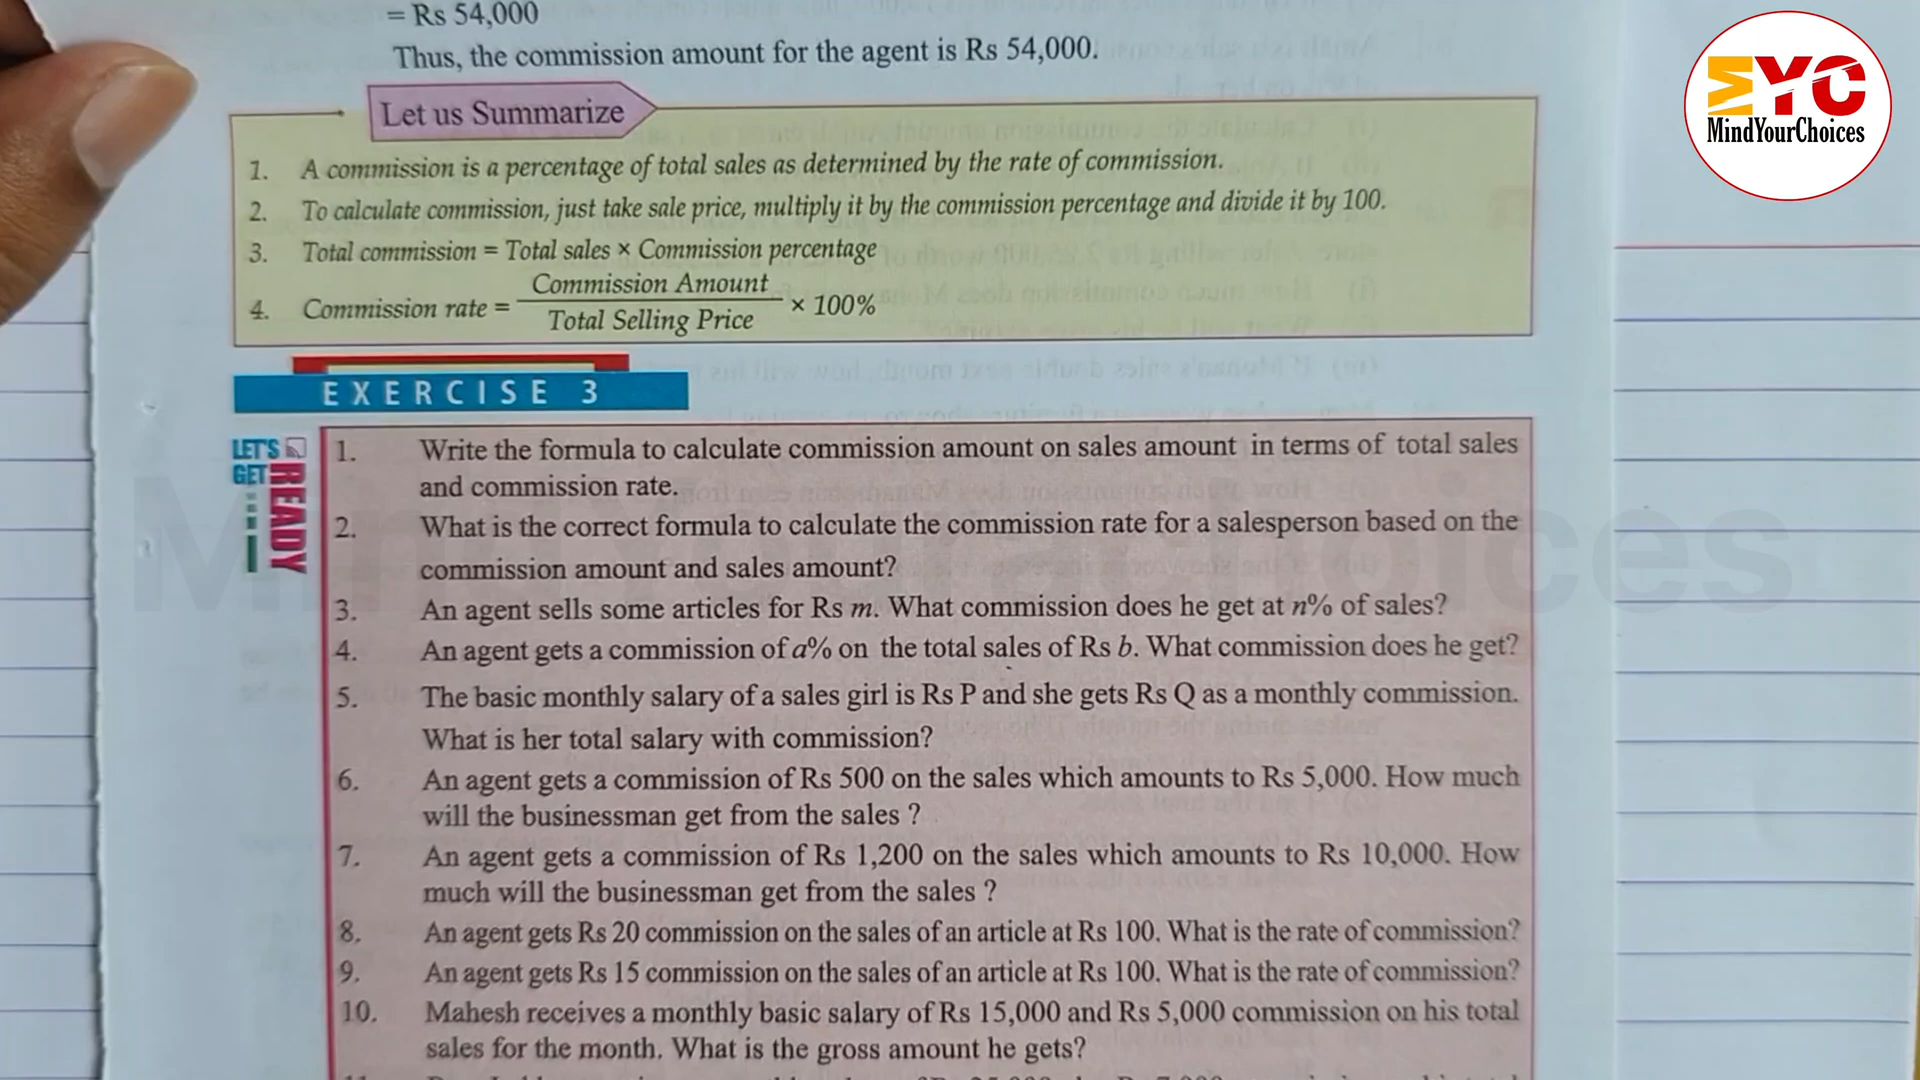 = Rs 54,000
Thus, the commission amount for the agent is Rs 54,000.
MYC
MindYourChoices
Let us Summarize
1. A commission is a percentage of total sales as determined by the rate of commission.
2. To calculate commission, just take sale price, multiply it by the commission percentage and divide it by 100.
3. Total commission = Total sales × Commission percentage
4. Commission rate = Commission Amount / Total Selling Price × 100%
EXERCISE 3
LET'S GET READY
1. Write the formula to calculate commission amount on sales amount in terms of total sales
and commission rate.
2. What is the correct formula to calculate the commission rate for a salesperson based on the
commission amount and sales amount?
3. An agent sells some articles for Rs m. What commission does he get at n% of sales?
4. An agent gets a commission of a% on the total sales of Rs b. What commission does he get?
5. The basic monthly salary of a sales girl is Rs P and she gets Rs Q as a monthly commission.
What is her total salary with commission?
6. An agent gets a commission of Rs 500 on the sales which amounts to Rs 5,000. How much
will the businessman get from the sales ?
7. An agent gets a commission of Rs 1,200 on the sales which amounts to Rs 10,000. How
much will the businessman get from the sales ?
8. An agent gets Rs 20 commission on the sales of an article at Rs 100. What is the rate of commission?
9. An agent gets Rs 15 commission on the sales of an article at Rs 100. What is the rate of commission?
10. Mahesh receives a monthly basic salary of Rs 15,000 and Rs 5,000 commission on his total
sales for the month. What is the gross amount he gets?
Mind Your Choices